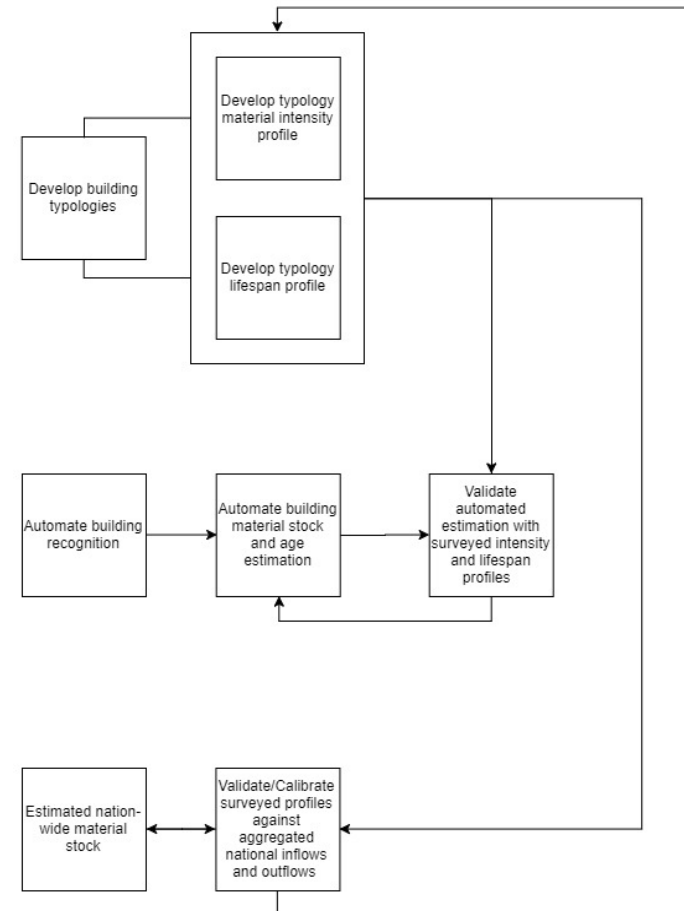 Develop typology
material intensity
profile
Develop building
typologies
Develop typology
lifespan profile
Automate building
recognition
Automate building
material stock
and age
estimation
Validate
automated
estimation with
surveyed intensity
and lifespan
profiles
Estimated nation-
wide material
stock
Validate/Calibrate
surveyed profiles
against
aggregated
national inflows
and outflows